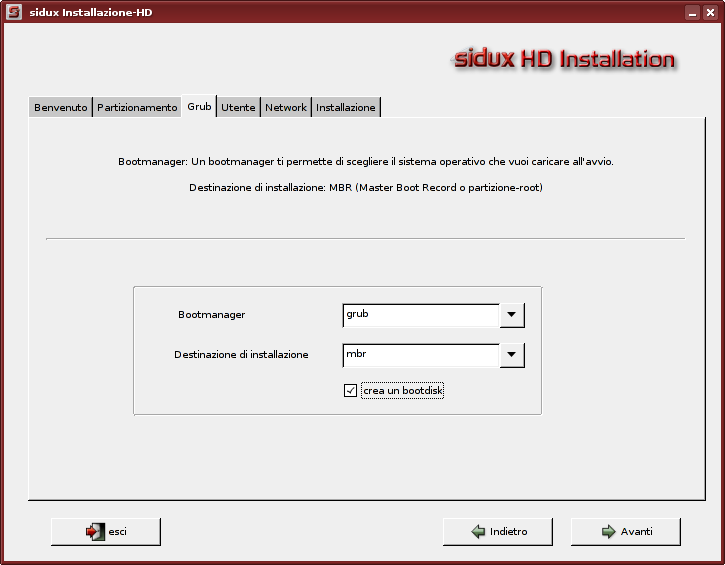 sidux Installazione-HD
sidux HD Installation
Benvenuto Partizionamento Grub Utente Network Installazione
Bootmanager: Un bootmanager ti permette di scegliere il sistema operativo che vuoi caricare all'avvio.
Destinazione di installazione: MBR (Master Boot Record o partizione-root)
Bootmanager grub
Destinazione di installazione mbr
crea un bootdisk
esci Indietro Avanti